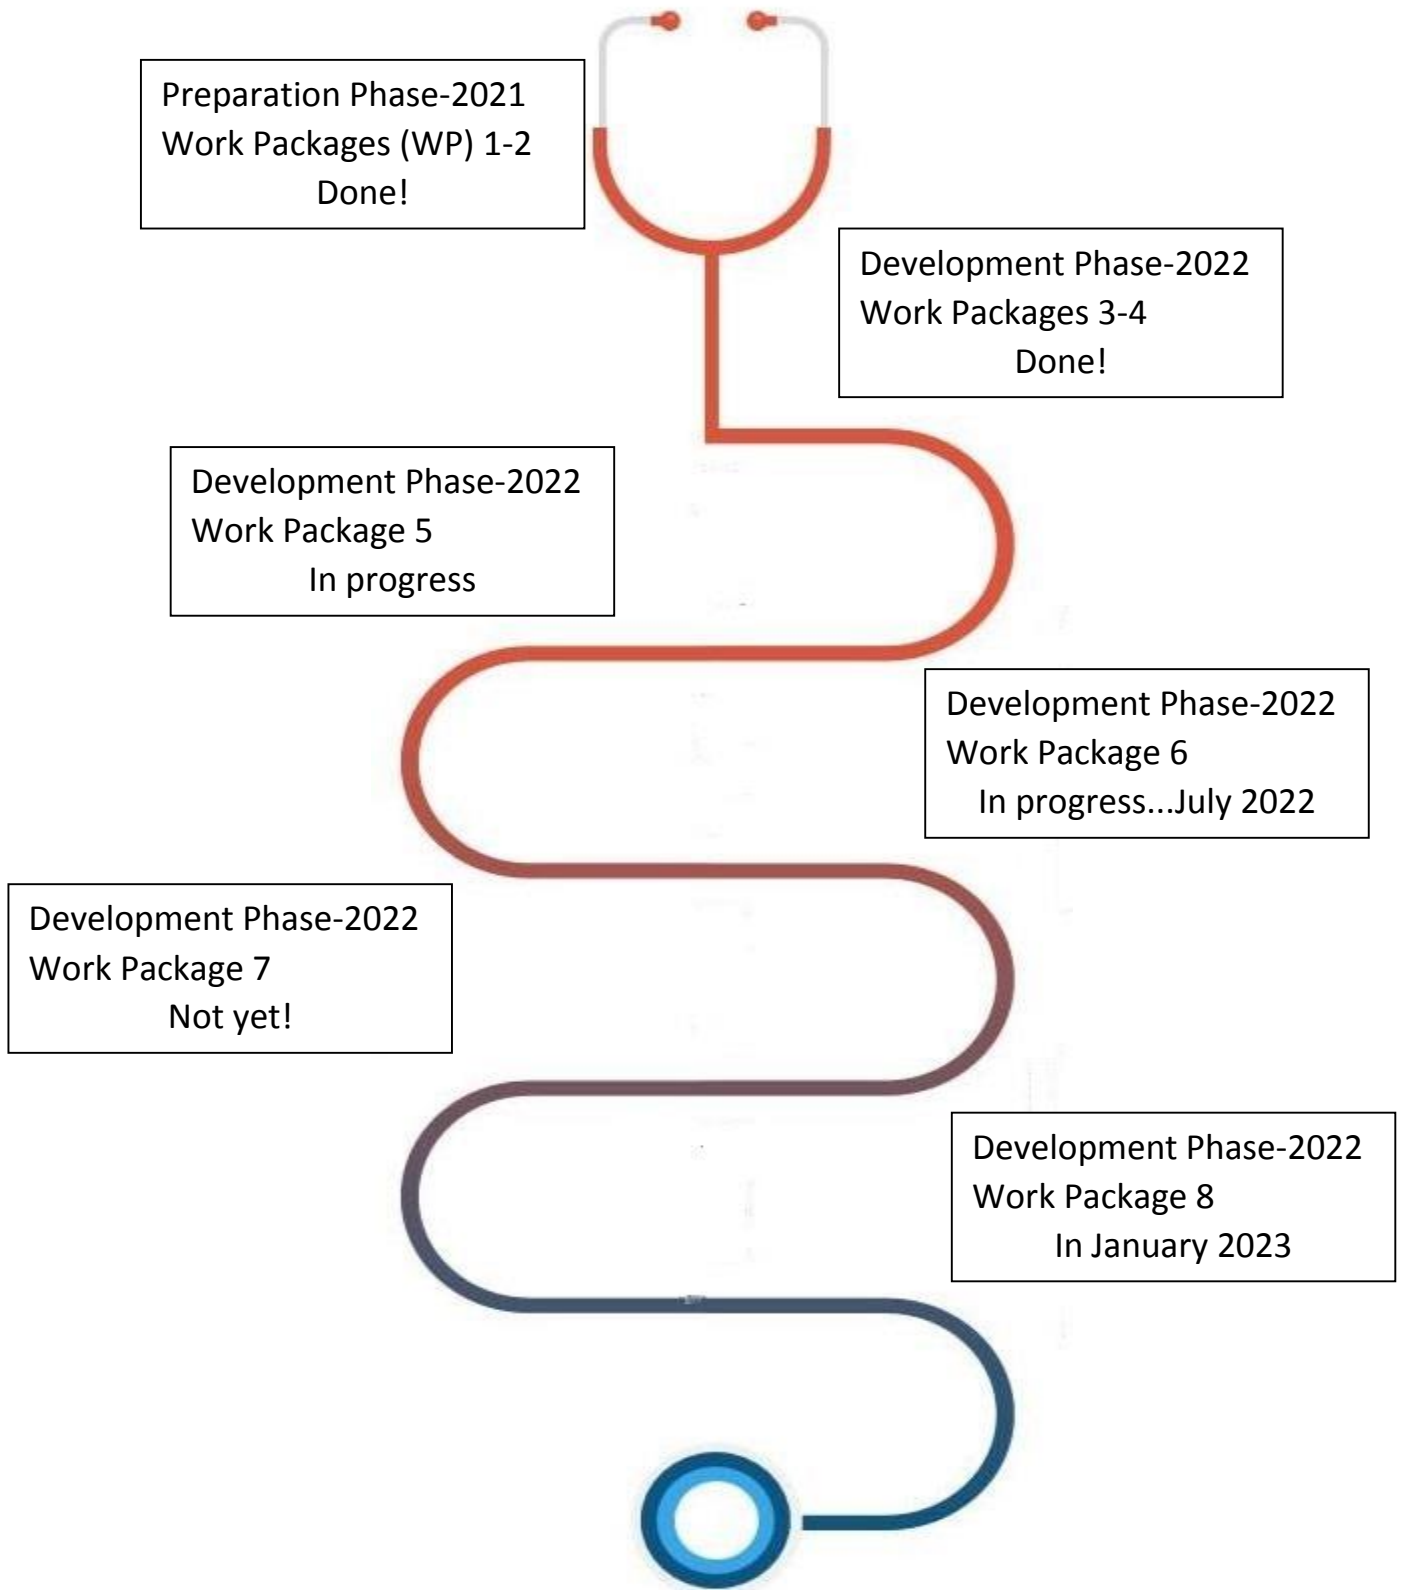 Preparation Phase-2021
Work Packages (WP) 1-2
Done!
Development Phase-2022
Work Packages 3-4
Done!
Development Phase-2022
Work Package 5
In progress
Development Phase-2022
Work Package 6
In progress...July 2022
Development Phase-2022
Work Package 7
Not yet!
Development Phase-2022
Work Package 8
In January 2023